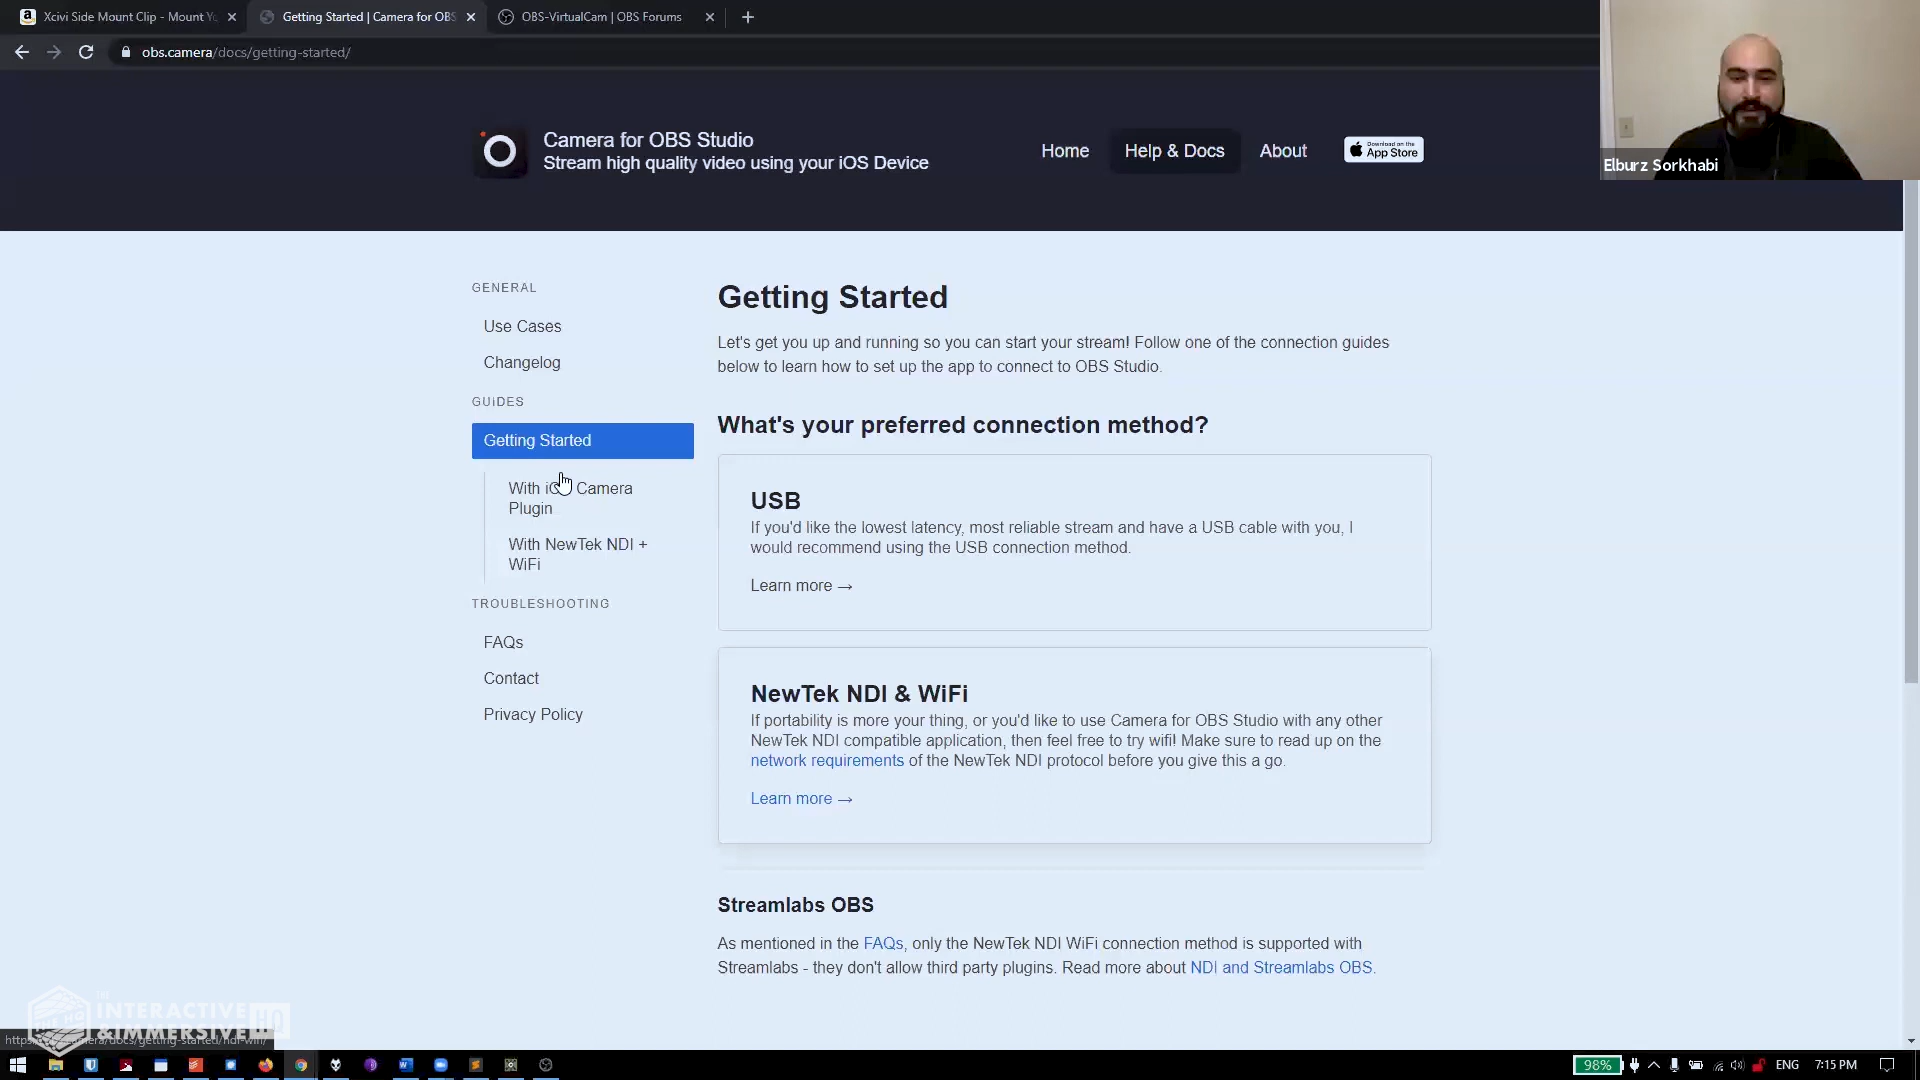 Xcivi Side Mount Clip - Mount Yo
Getting Started | Camera for OBS
OBS-VirtualCam | OBS Forums
obs.camera/docs/getting-started/
Camera for OBS Studio
Stream high quality video using your iOS Device
Home
Help & Docs
About
Download on the
App Store
Elburz Sorkhabi
GENERAL
Use Cases
Changelog
GUIDES
Getting Started
With iOS Camera
Plugin
With NewTek NDI +
WiFi
TROUBLESHOOTING
FAQs
Contact
Privacy Policy
Getting Started
Let's get you up and running so you can start your stream! Follow one of the connection guides
below to learn how to set up the app to connect to OBS Studio.
What's your preferred connection method?
USB
If you'd like the lowest latency, most reliable stream and have a USB cable with you, I
would recommend using the USB connection method.
Learn more →
NewTek NDI & WiFi
If portability is more your thing, or you'd like to use Camera for OBS Studio with any other
NewTek NDI compatible application, then feel free to try wifi! Make sure to read up on the
network requirements of the NewTek NDI protocol before you give this a go.
Learn more →
Streamlabs OBS
As mentioned in the FAQs, only the NewTek NDI WiFi connection method is supported with
Streamlabs - they don't allow third party plugins. Read more about NDI and Streamlabs OBS.
THE
INTERACTIVE
& IMMERSIVE HQ
98%
ENG
7:15 PM